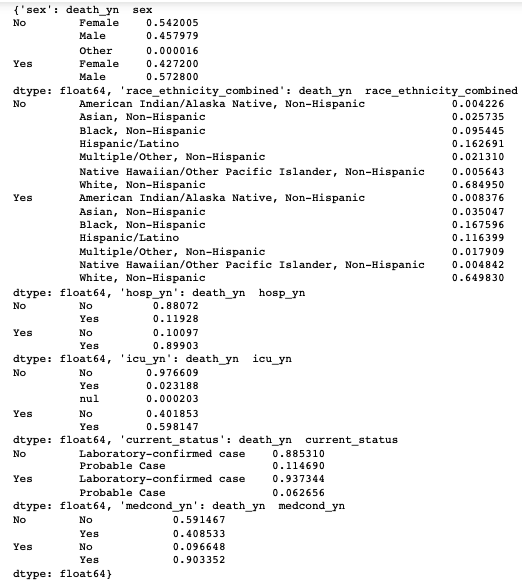 {'sex': death_yn  sex
No       Female    0.542005
         Male      0.457979
         Other     0.000016
Yes      Female    0.427200
         Male      0.572800
dtype: float64, 'race_ethnicity_combined': death_yn  race_ethnicity_combined
No       American Indian/Alaska Native, Non-Hispanic             0.004226
         Asian, Non-Hispanic                                     0.025735
         Black, Non-Hispanic                                     0.095445
         Hispanic/Latino                                         0.162691
         Multiple/Other, Non-Hispanic                            0.021310
         Native Hawaiian/Other Pacific Islander, Non-Hispanic    0.005643
         White, Non-Hispanic                                     0.684950
Yes      American Indian/Alaska Native, Non-Hispanic             0.008376
         Asian, Non-Hispanic                                     0.035047
         Black, Non-Hispanic                                     0.167596
         Hispanic/Latino                                         0.116399
         Multiple/Other, Non-Hispanic                            0.017909
         Native Hawaiian/Other Pacific Islander, Non-Hispanic    0.004842
         White, Non-Hispanic                                     0.649830
dtype: float64, 'hosp_yn': death_yn  hosp_yn
No       No         0.88072
         Yes        0.11928
Yes      No         0.10097
         Yes        0.89903
dtype: float64, 'icu_yn': death_yn  icu_yn
No       No        0.976609
         Yes       0.023188
         nul       0.000203
Yes      No        0.401853
         Yes       0.598147
dtype: float64, 'current_status': death_yn  current_status
No       Laboratory-confirmed case    0.885310
         Probable Case                0.114690
Yes      Laboratory-confirmed case    0.937344
         Probable Case                0.062656
dtype: float64, 'medcond_yn': death_yn  medcond_yn
No       No            0.591467
         Yes           0.408533
Yes      No            0.096648
         Yes           0.903352
dtype: float64}